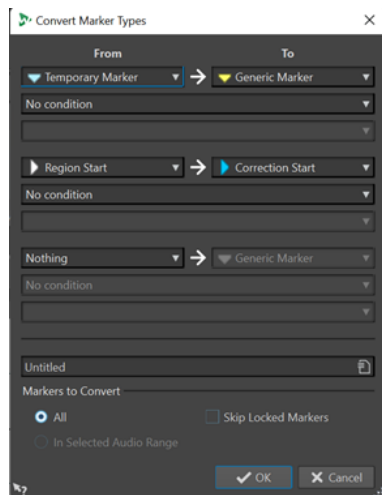 Convert Marker Types
From To
Temporary Marker Generic Marker
No condition
Region Start Correction Start
No condition
Nothing Generic Marker
No condition
Untitled
Markers to Convert
All Skip Locked Markers
In Selected Audio Range
OK Cancel